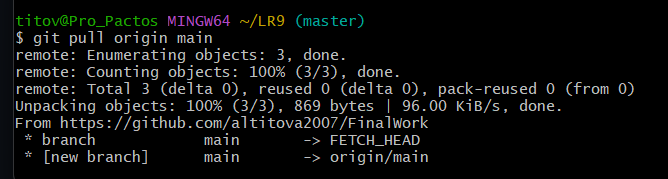 titov@Pro_Pactos MINGW64 ~/LR9 (master)
$ git pull origin main
remote: Enumerating objects: 3, done.
remote: Counting objects: 100% (3/3), done.
remote: Total 3 (delta 0), reused 0 (delta 0), pack-reused 0 (from 0)
Unpacking objects: 100% (3/3), 869 bytes | 96.00 KiB/s, done.
From https://github.com/altitova2007/FinalWork
 * branch            main       -> FETCH_HEAD
 * [new branch]      main       -> origin/main